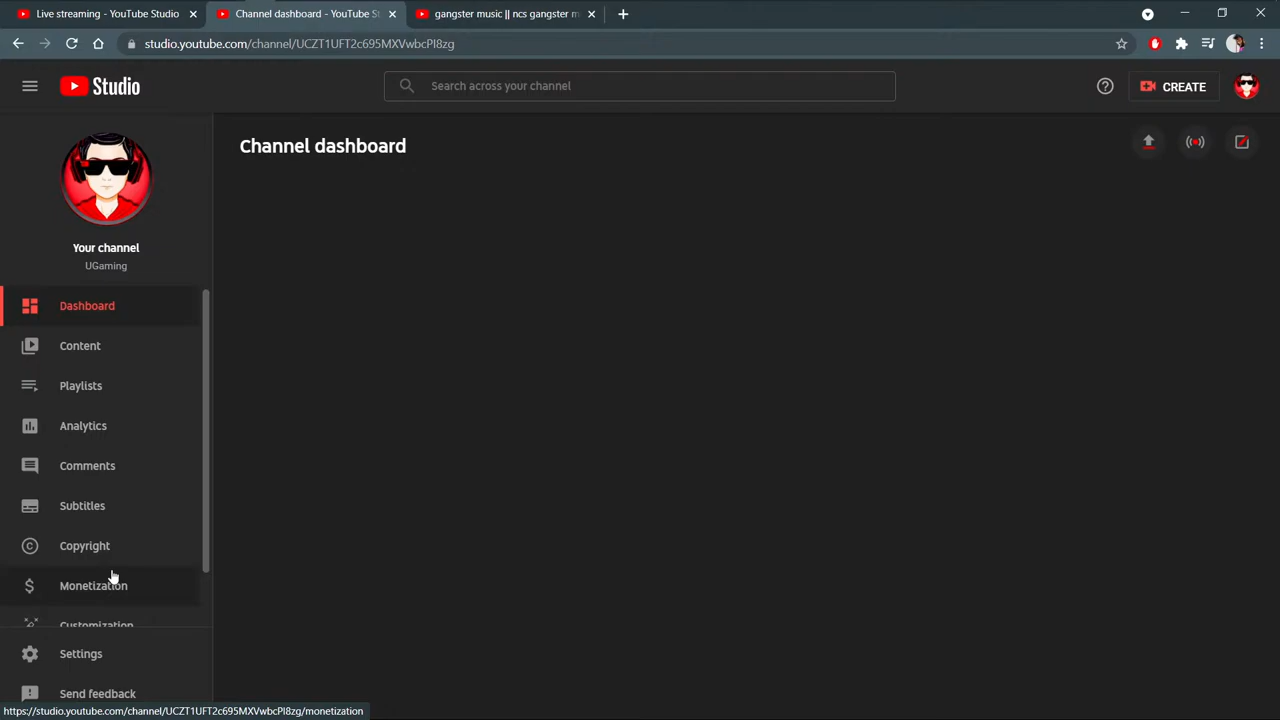 Live streaming - YouTube Studio
Channel dashboard - YouTube St
gangster music || ncs gangster m
studio.youtube.com/channel/UCZT1UFT2c695MXVwbcPI8zg
Studio
Search across your channel
CREATE
Channel dashboard
Your channel
UGaming
Dashboard
Content
Playlists
Analytics
Comments
Subtitles
Copyright
Monetization
Customization
Settings
Send feedback
https://studio.youtube.com/channel/UCZT1UFT2c695MXVwbcPI8zg/monetization